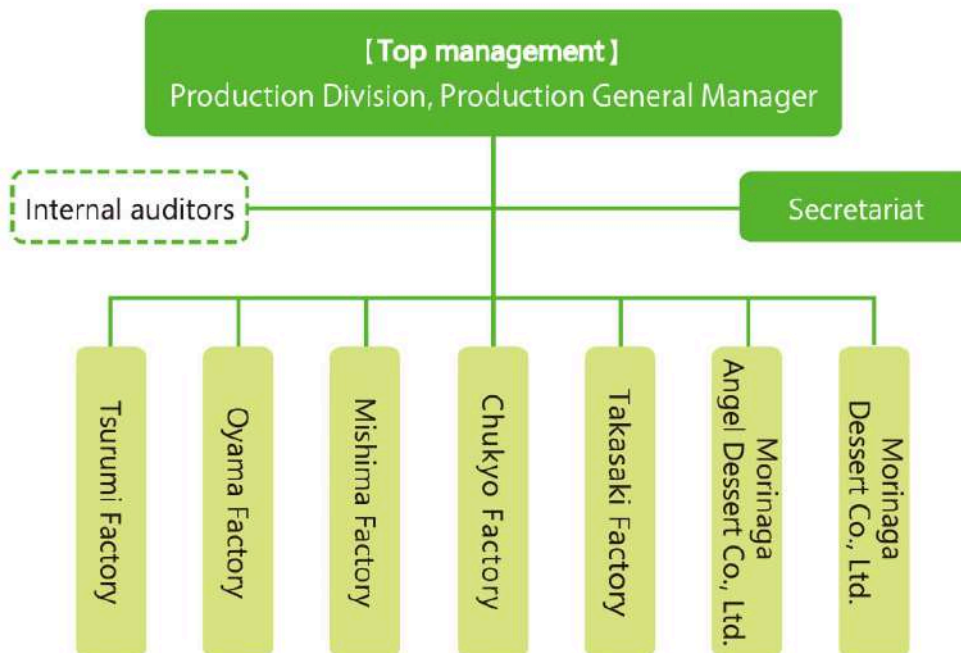 【Top management】
Production Division, Production General Manager
Internal auditors
Secretariat
Tsurumi Factory
Oyama Factory
Mishima Factory
Chukyo Factory
Takasaki Factory
Morinaga
Angel Dessert Co., Ltd.
Morinaga
Dessert Co., Ltd.